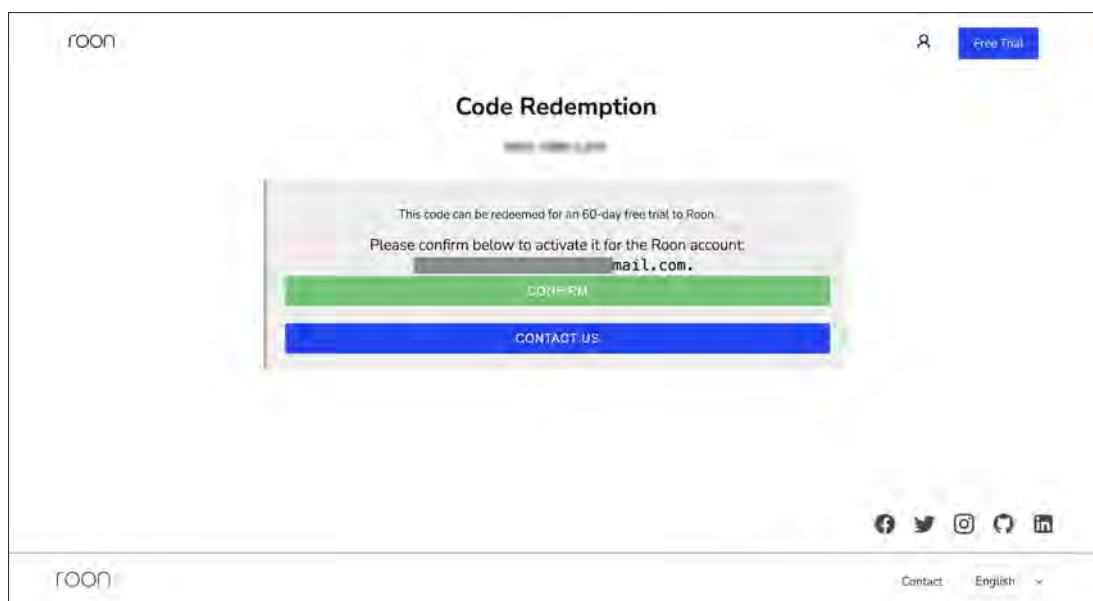 roon
Free Trial
Code Redemption
This code can be redeemed for an 60-day free trial to Roon.
Please confirm below to activate it for the Roon account:
mail.com.
CONFIRM
CONTACT US
roon
Contact English